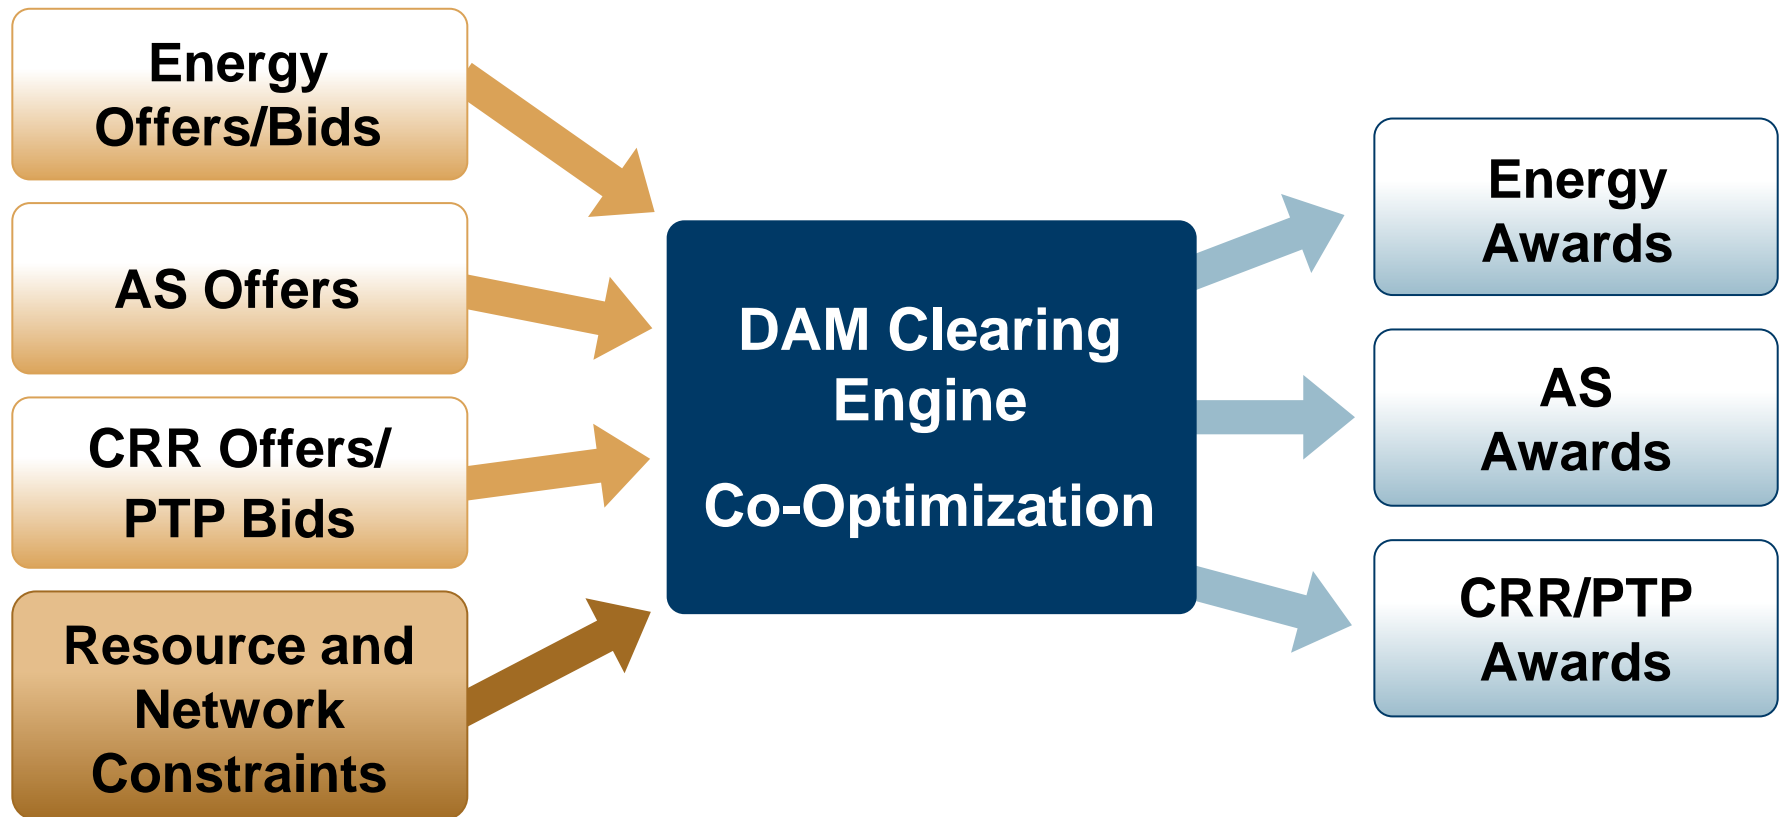 Energy
Offers/Bids
AS Offers
CRR Offers/
PTP Bids
Resource and
Network
Constraints
DAM Clearing
Engine
Co-Optimization
Energy
Awards
AS
Awards
CRR/PTP
Awards